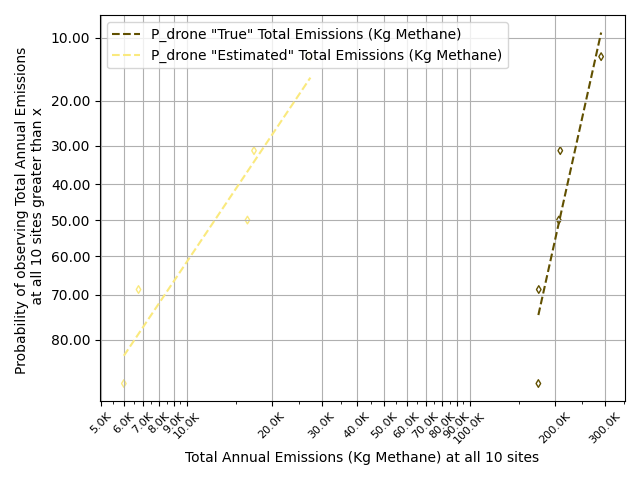 P_drone "True" Total Emissions (Kg Methane)
P_drone "Estimated" Total Emissions (Kg Methane)
Probability of observing Total Annual Emissions
at all 10 sites greater than x
10.00
20.00
30.00
40.00
50.00
60.00
70.00
80.00
5.0K
6.0K
7.0K
8.0K
9.0K
10.0K
20.0K
30.0K
40.0K
50.0K
60.0K
70.0K
80.0K
90.0K
100.0K
200.0K
300.0K
Total Annual Emissions (Kg Methane) at all 10 sites